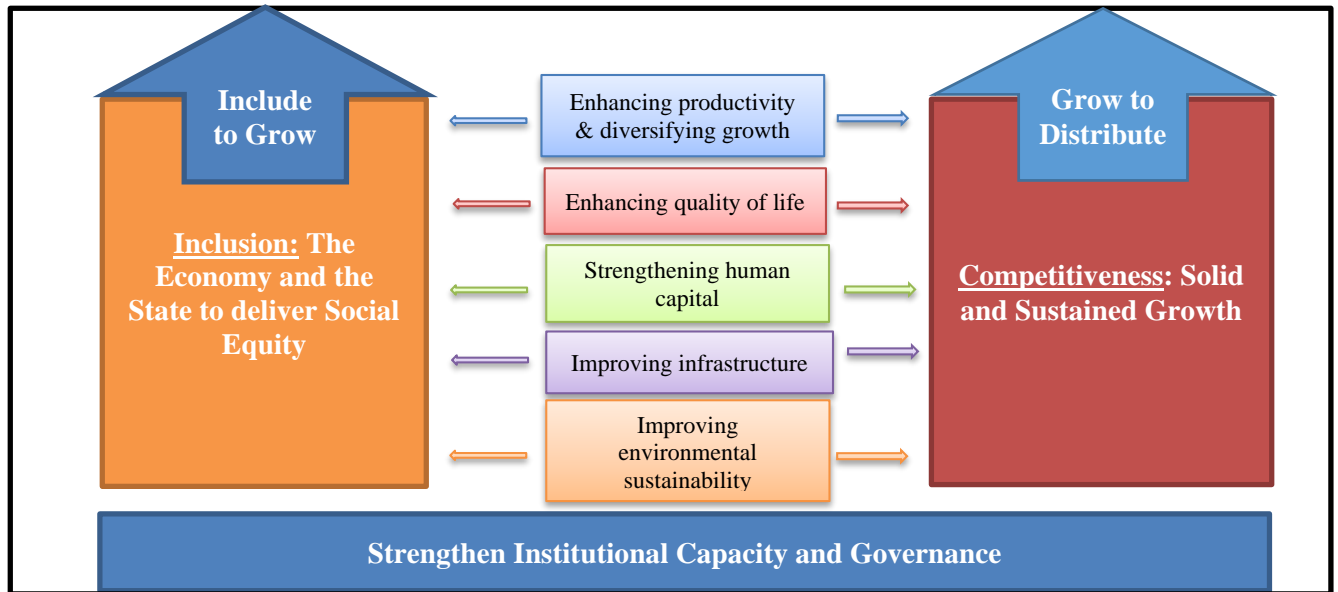 Include
to Grow
Inclusion: The
Economy and the
State to deliver Social
Equity
Enhancing productivity
& diversifying growth
Enhancing quality of life
Strengthening human
capital
Improving infrastructure
Improving
environmental
sustainability
Grow to
Distribute
Competitiveness: Solid
and Sustained Growth
Strengthen Institutional Capacity and Governance